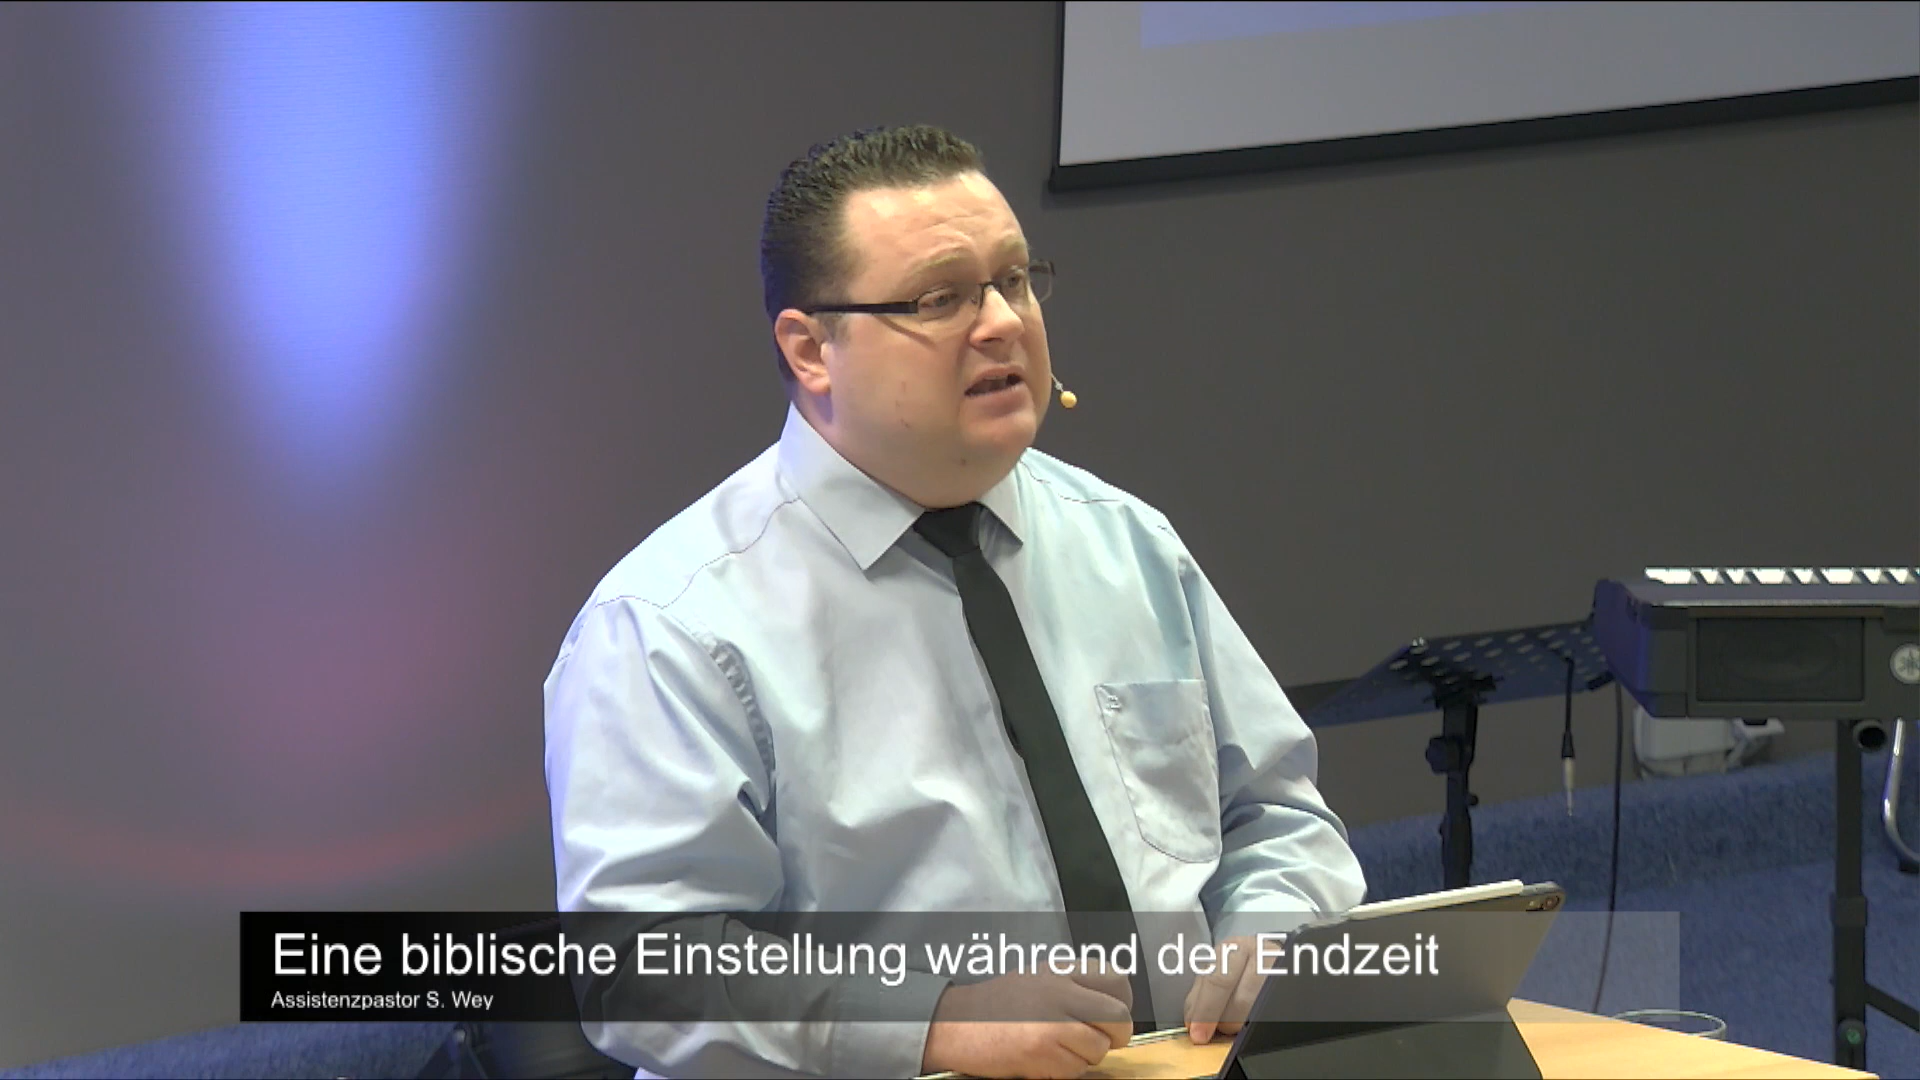 Eine biblische Einstellung während der Endzeit
Assistenzpastor S. Wey